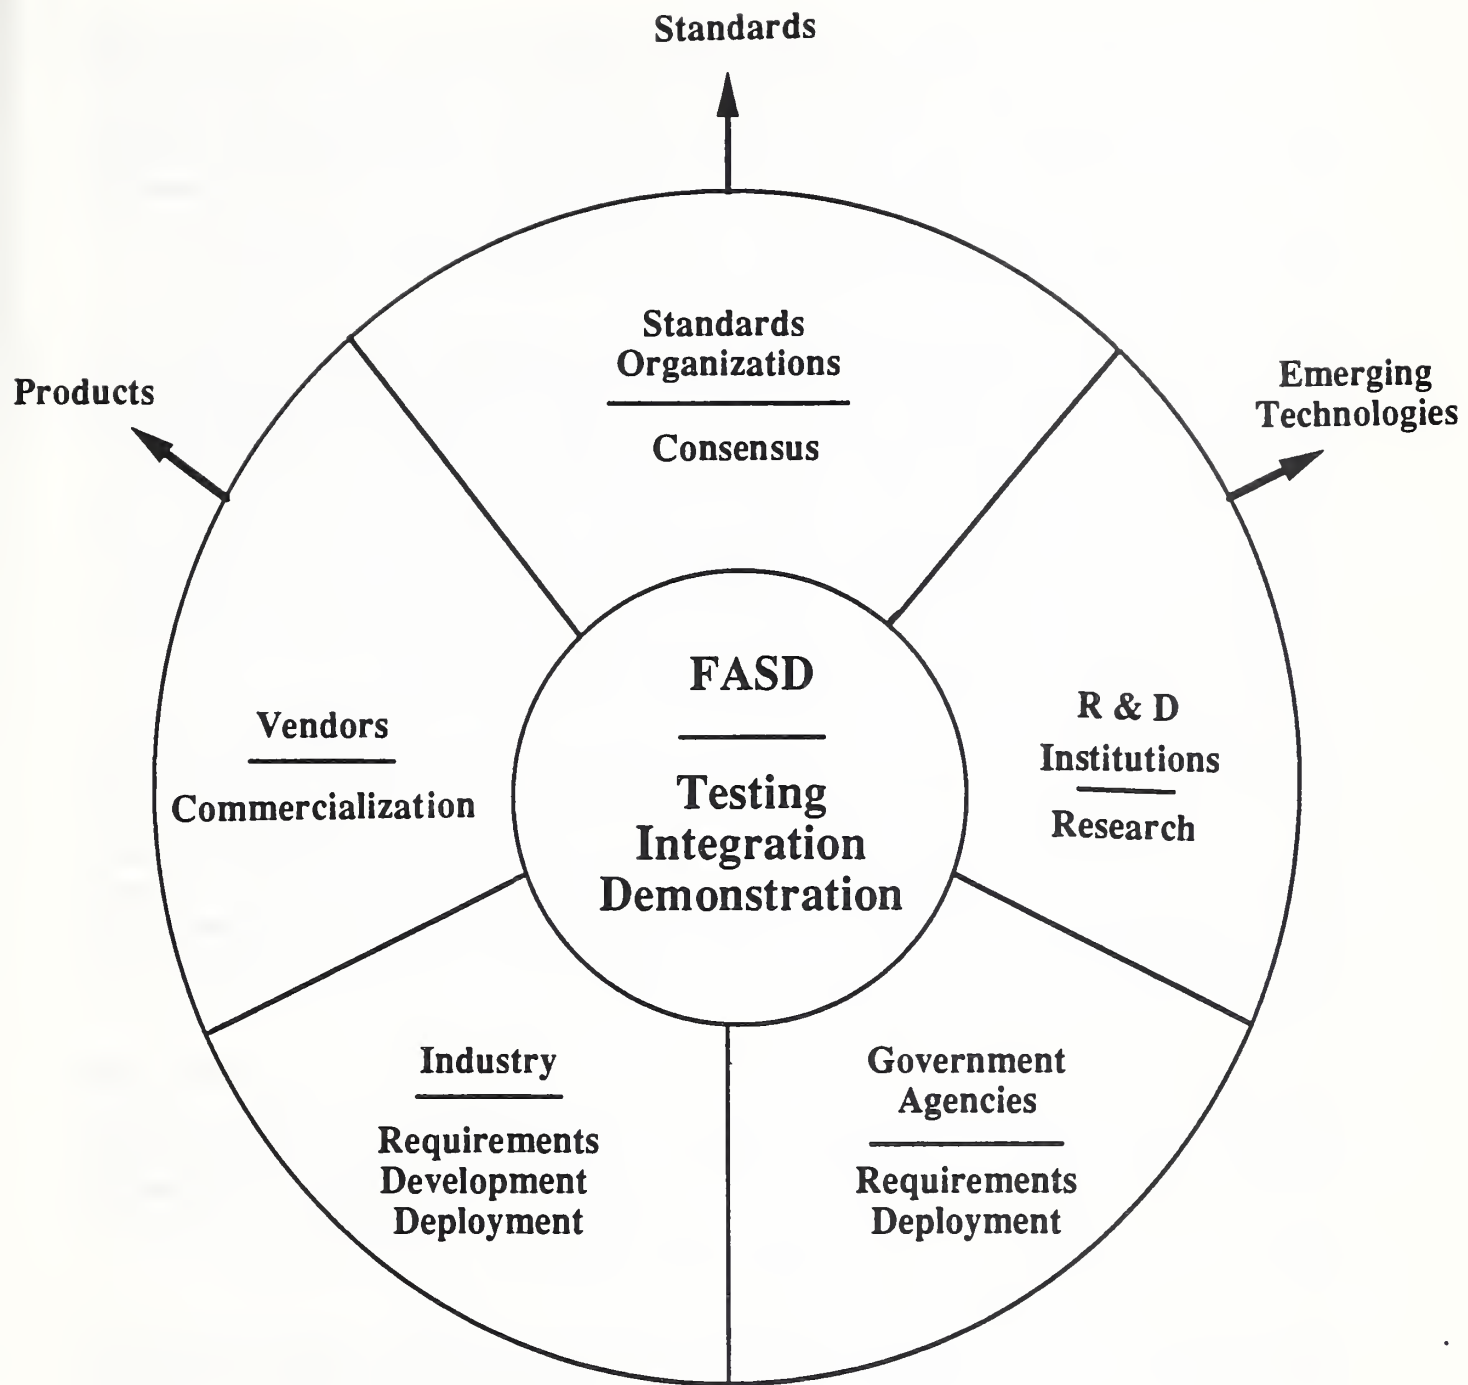 Standards
Products
Emerging
Technologies
Standards
Organizations
Consensus
Vendors
Commercialization
FASD
Testing
Integration
Demonstration
R & D
Institutions
Research
Industry
Requirements
Development
Deployment
Government
Agencies
Requirements
Deployment